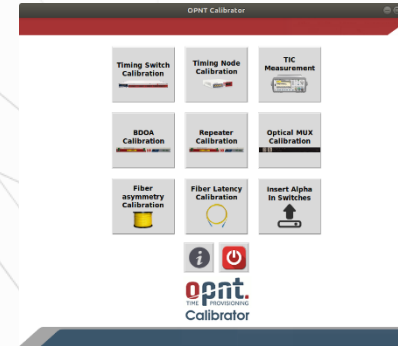 OPNT Calibrator
Timing Switch
Calibration
Timing Node
Calibration
TIC
Measurement
BDOA
Calibration
Repeater
Calibration
Optical MUX
Calibration
Fiber
asymmetry
Calibration
Fiber Latency
Calibration
Insert Alpha
In Switches
opnt.
TIME PROVISIONING
Calibrator